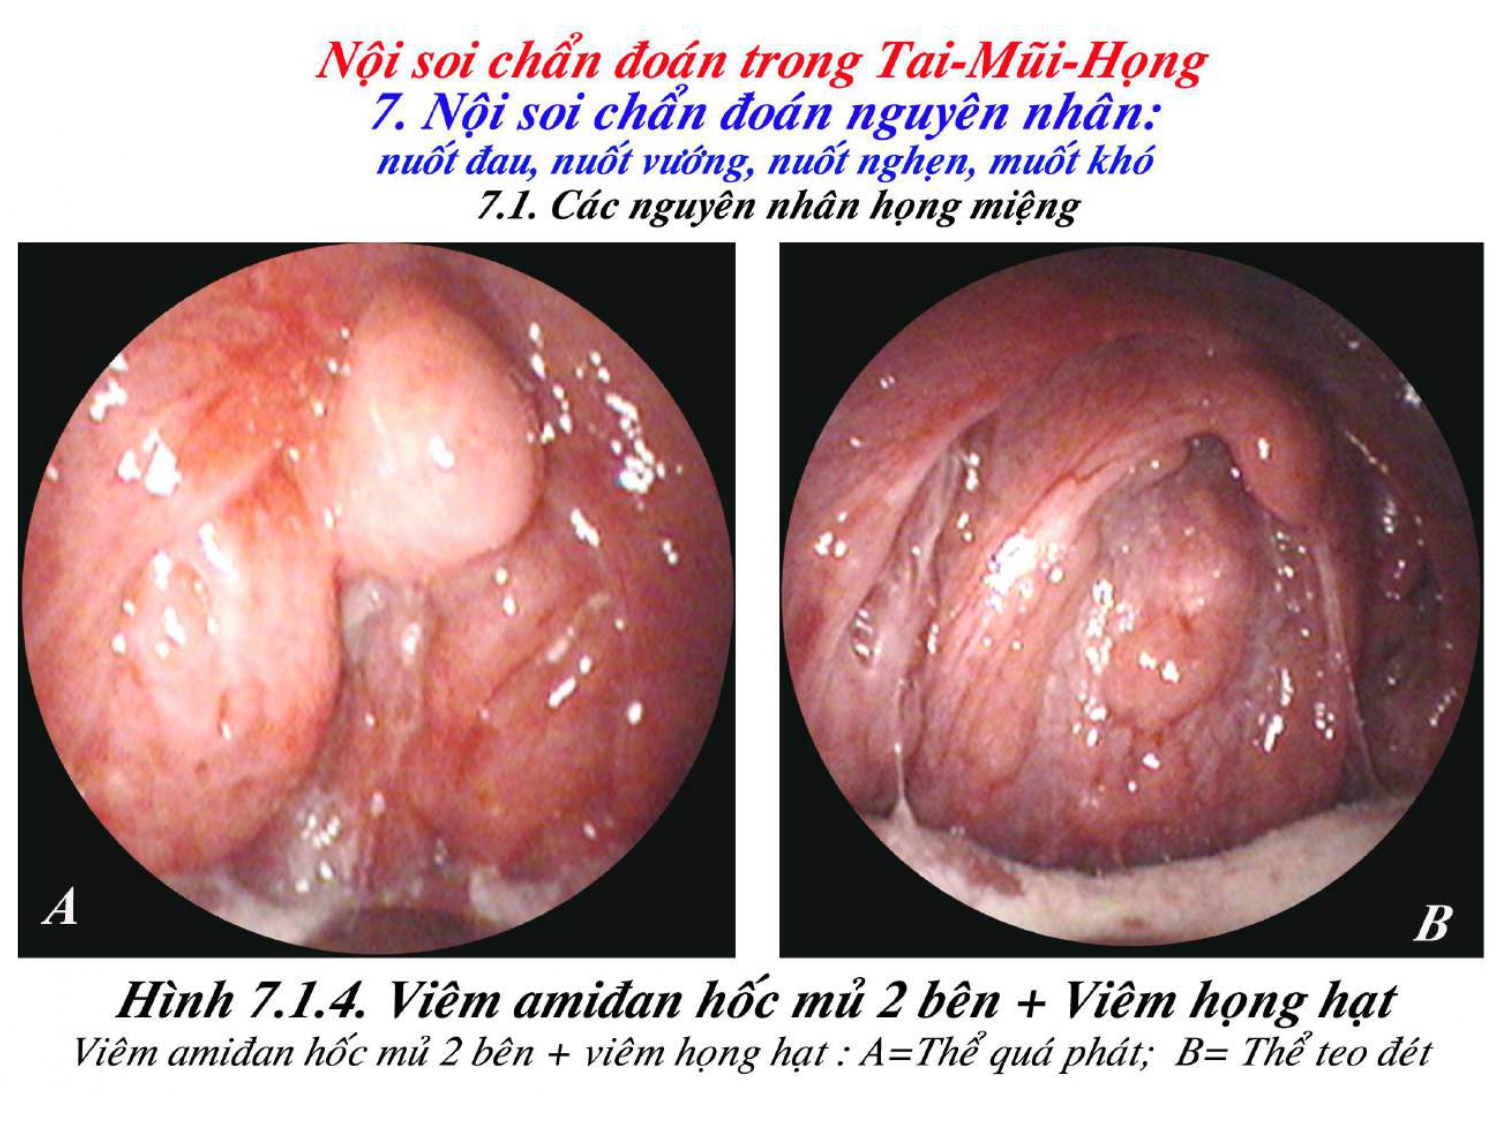 Nội soi chẩn đoán trong Tai-Mũi-Họng
7. Nội soi chẩn đoán nguyên nhân:
nuốt đau, nuốt vướng, nuốt nghẹn, muốt khó
7.1. Các nguyên nhân họng miệng
A
B
Hình 7.1.4. Viêm amiđan hốc mủ 2 bên + Viêm họng hạt
Viêm amiđan hốc mủ 2 bên + viêm họng hạt : A=Thể quá phát; B= Thể teo đét